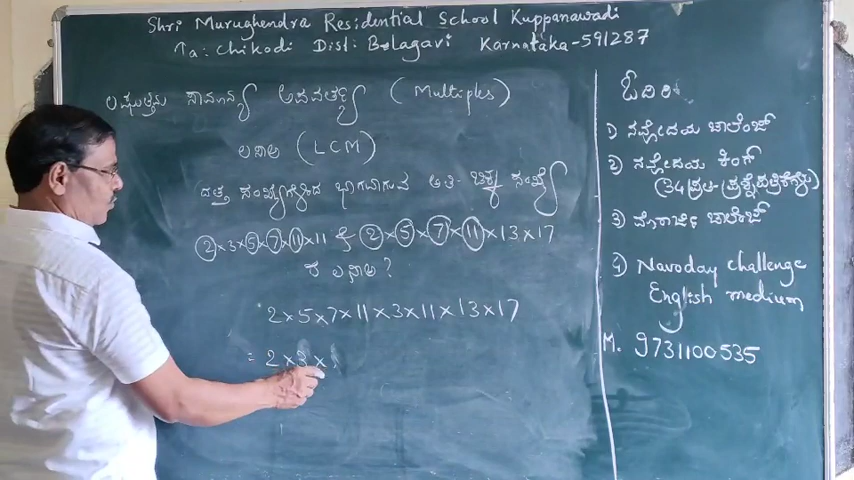 Shri Murughendra Residential School Kuppanawadi
Ta: Chikodi Dist: Belagavi Karnataka-591287
ಲಘುತ್ತಮ ಸಾಮಾನ್ಯ ಅಪವರ್ತ್ಯ (Multiples)
ಲಸಾಅ (LCM)
ದತ್ತ ಸಂಖ್ಯೆಗಳಿಂದ ಭಾಗವಾಗುವ ಅತಿ ಚಿಕ್ಕ ಸಂಖ್ಯೆ
2×3×5×7×11×11 & 2×5×7×11×13×17
ರ ಲಸಾಅ?
2×5×7×11×3×11×13×17
= 2×3×
ಓದಿರಿ
1) ನವೋದಯ ಚಾಲೆಂಜ್
2) ನವೋದಯ ಕಿಂಗ್
(34 ಪ್ರಶ್ನೆಪತ್ರಿಕೆಗಳು)
3) ಮೊರಾರ್ಜಿ ಚಾಲೆಂಜ್
4) Navoday challenge
English medium
M. 9731100535